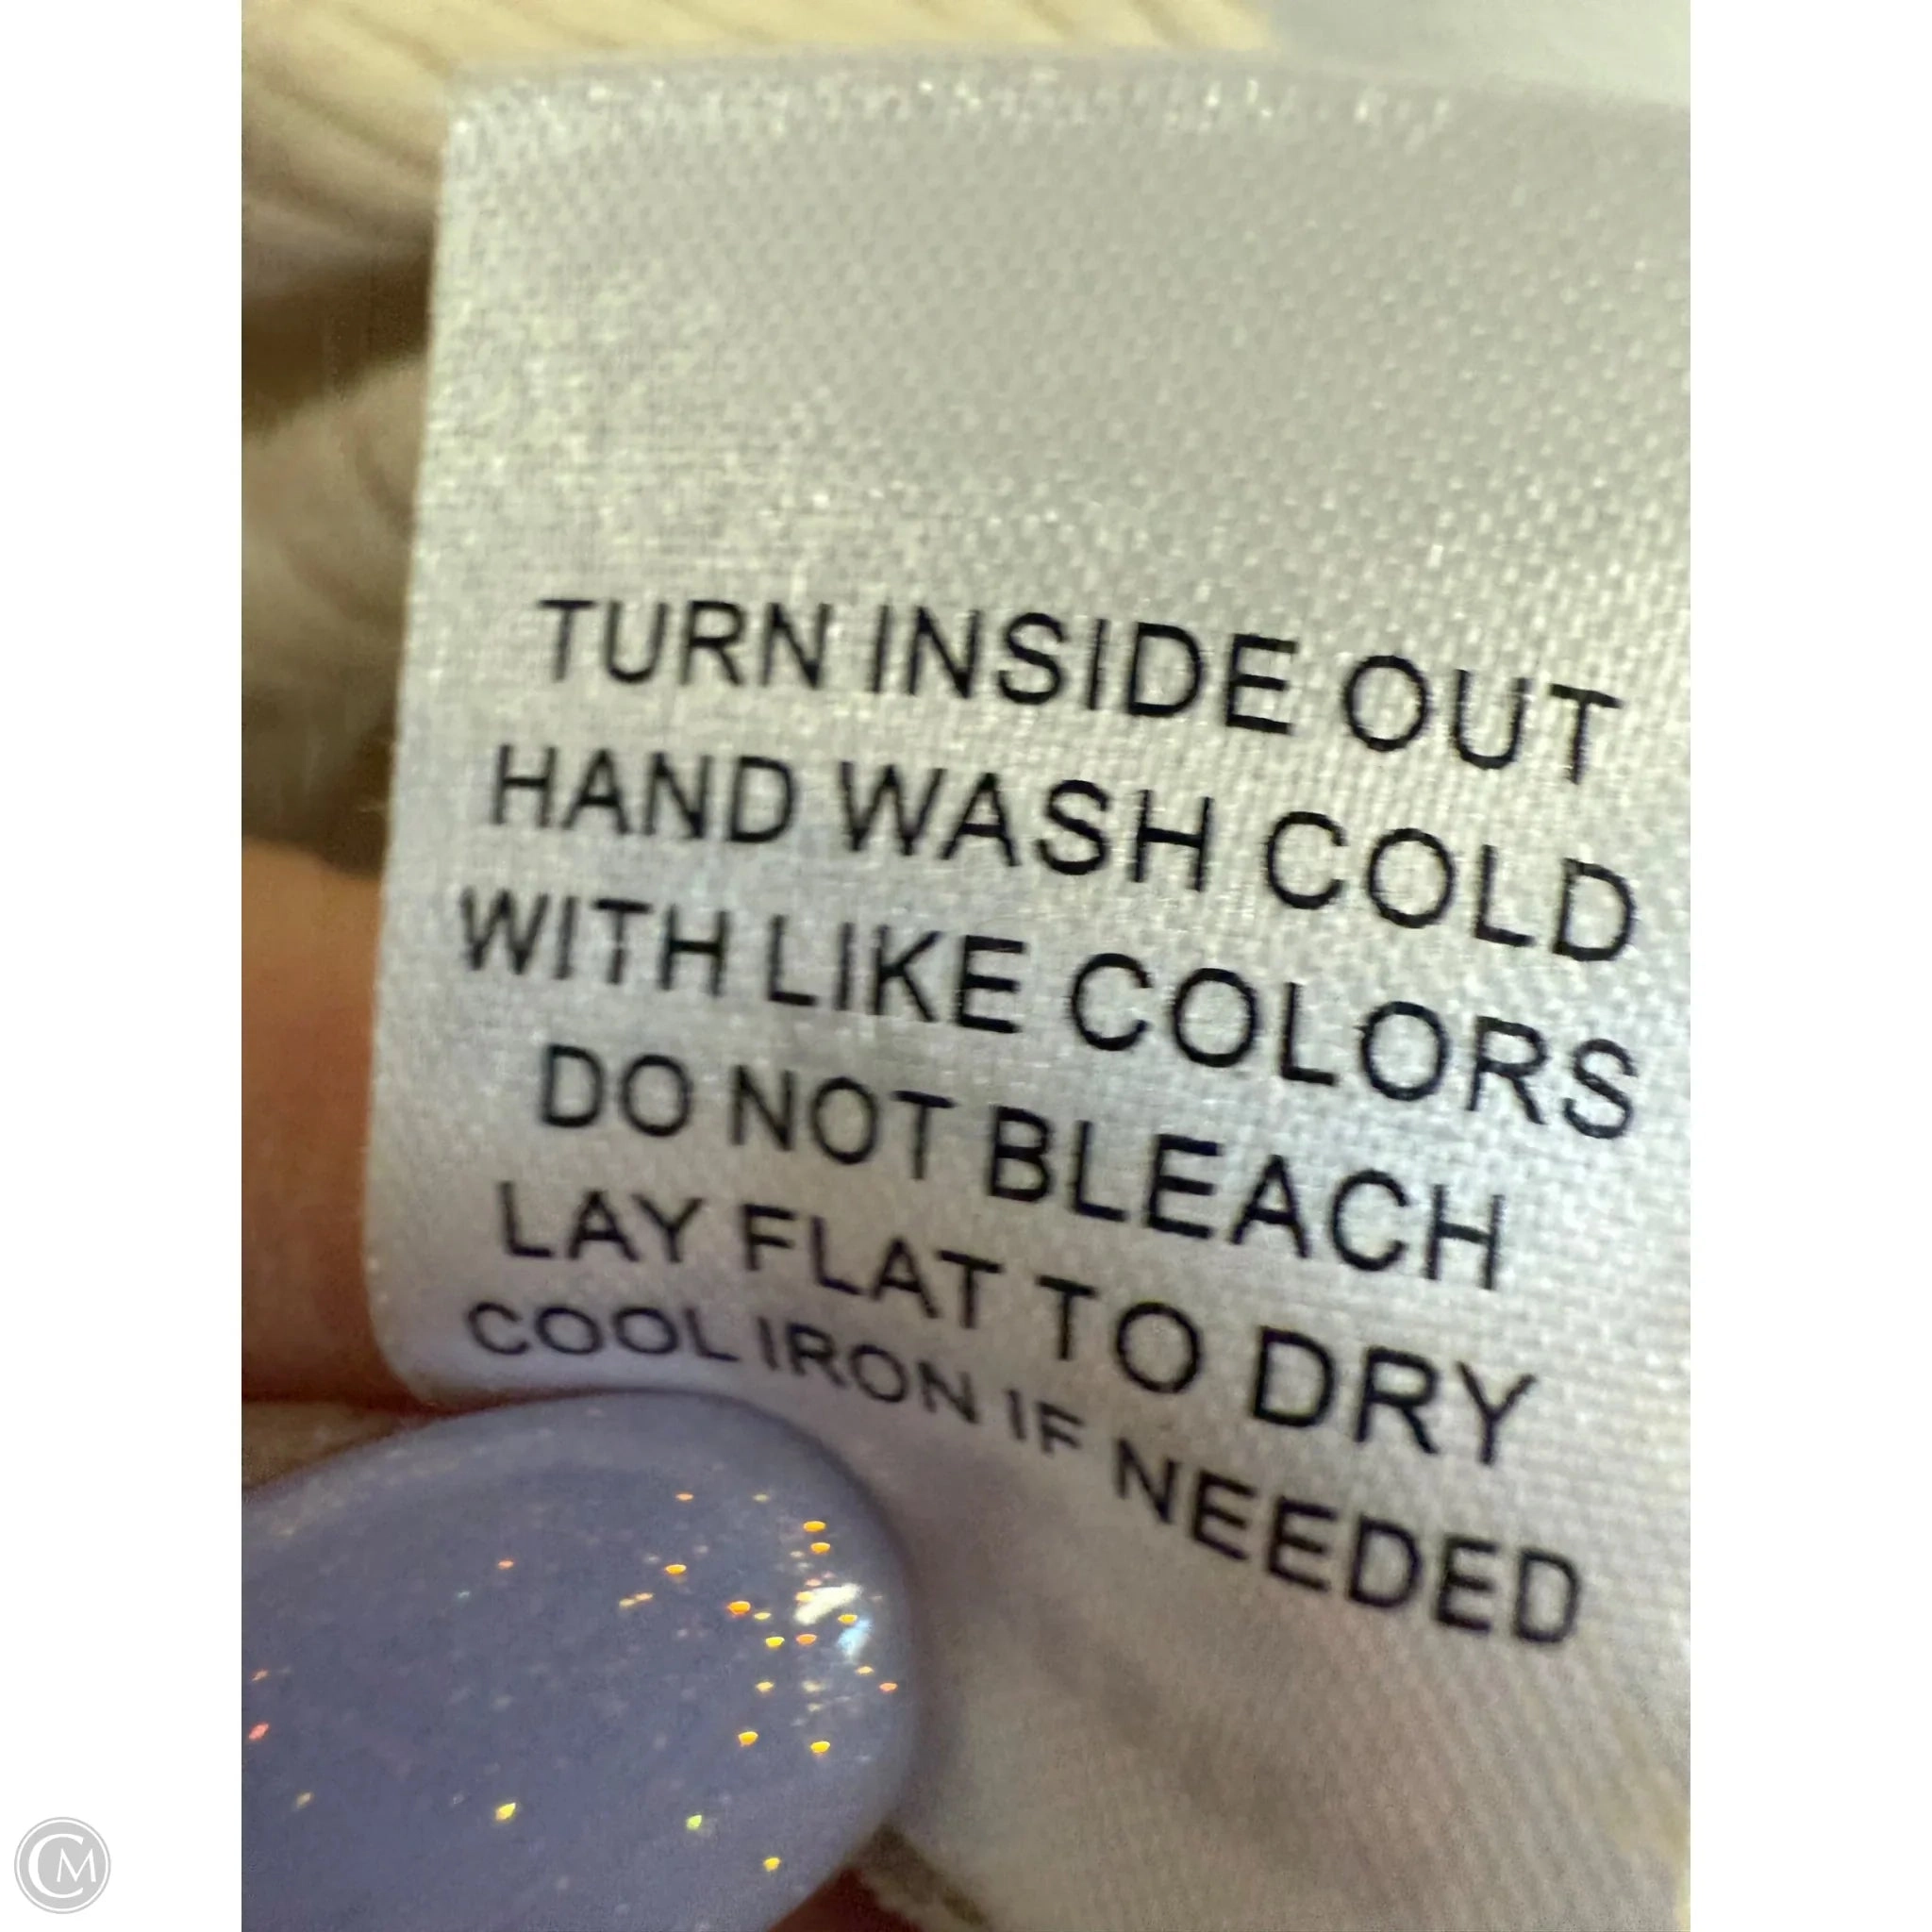 TURN INSIDE OUT
HAND WASH COLD
WITH LIKE COLORS
DO NOT BLEACH
LAY FLAT TO DRY
COOL IRON IF NEEDED
CM